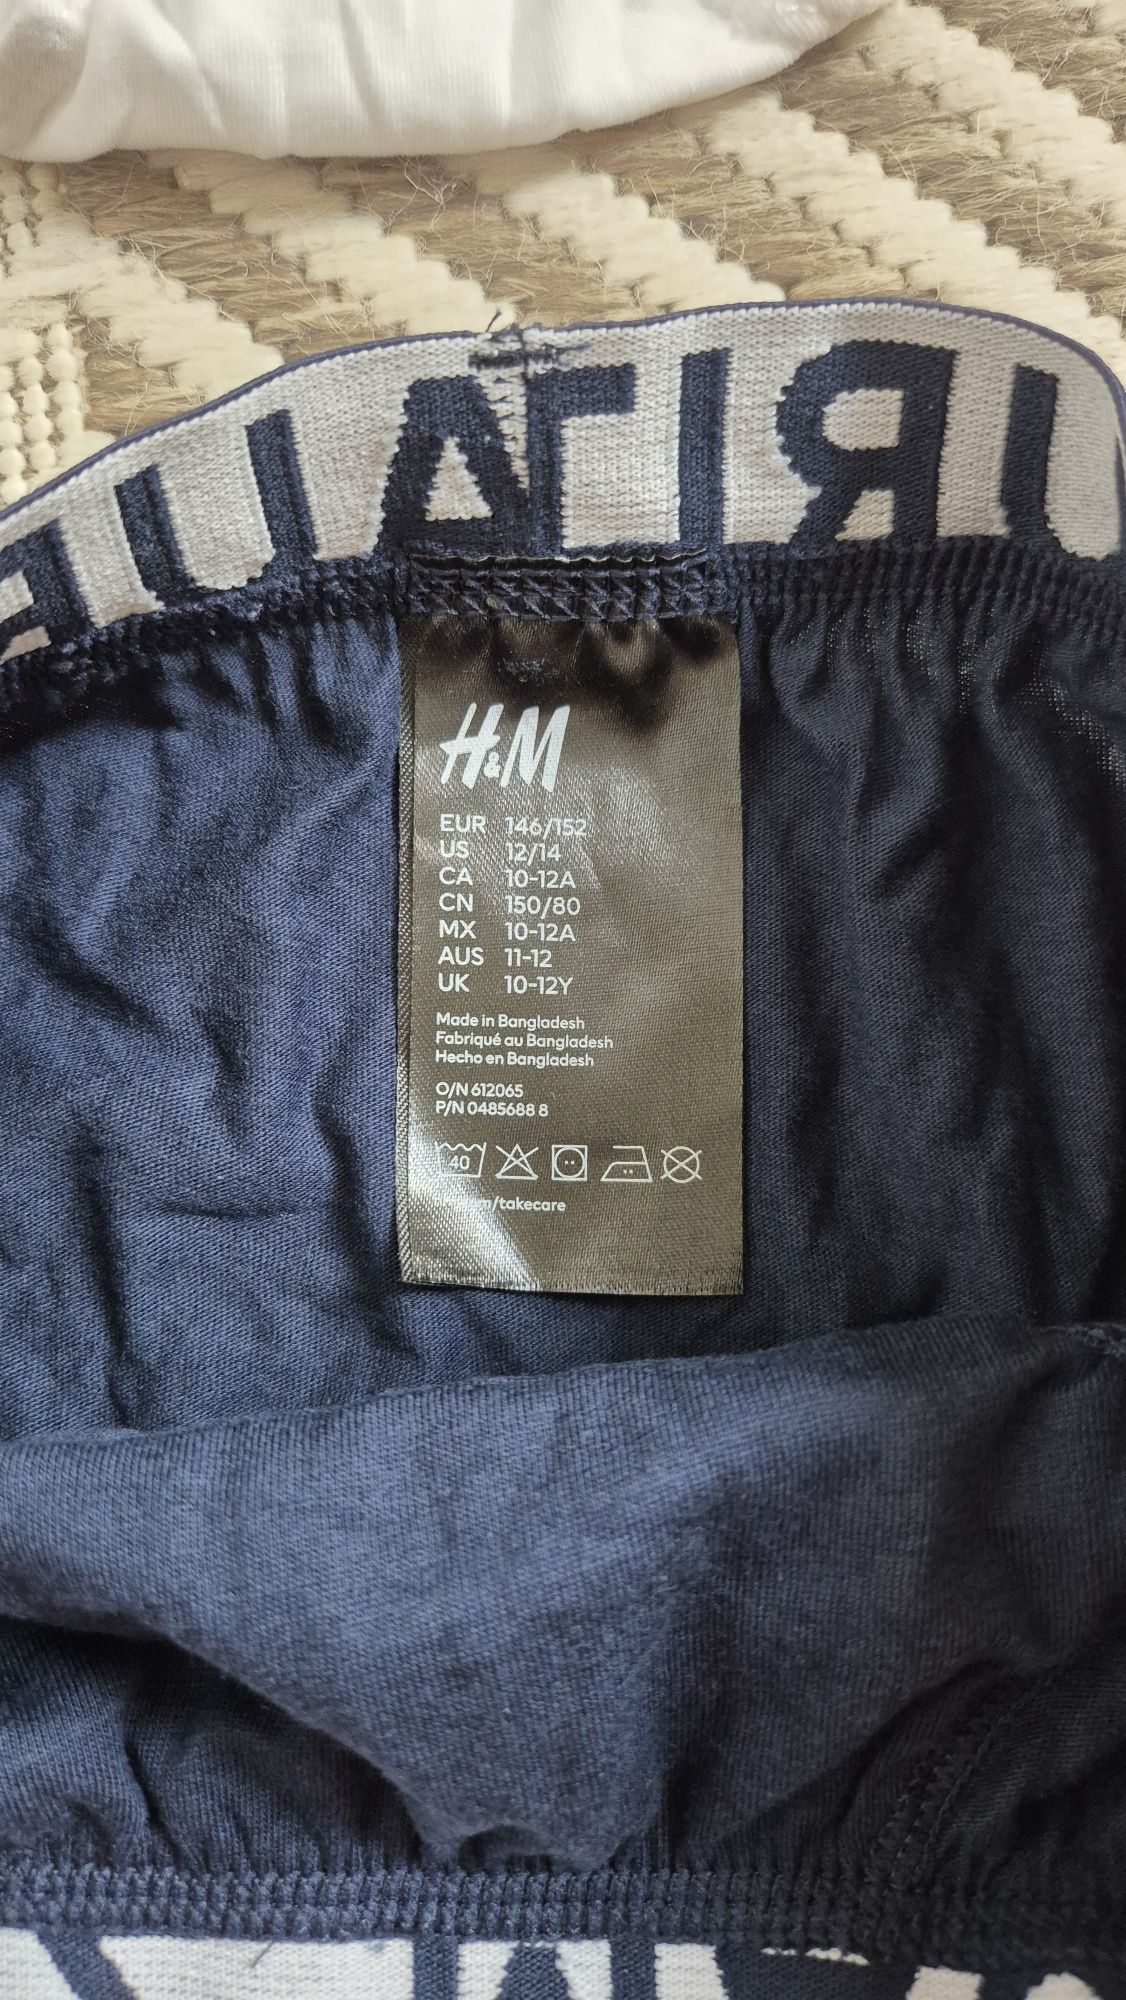 H&M
EUR 146/152
US 12/14
CA 10-12A
CN 150/80
MX 10-12A
AUS 11-12
UK 10-12Y
Made in Bangladesh
Fabriqué au Bangladesh
Hecho en Bangladesh
O/N 612065
P/N 0485688 8
40
/takecare